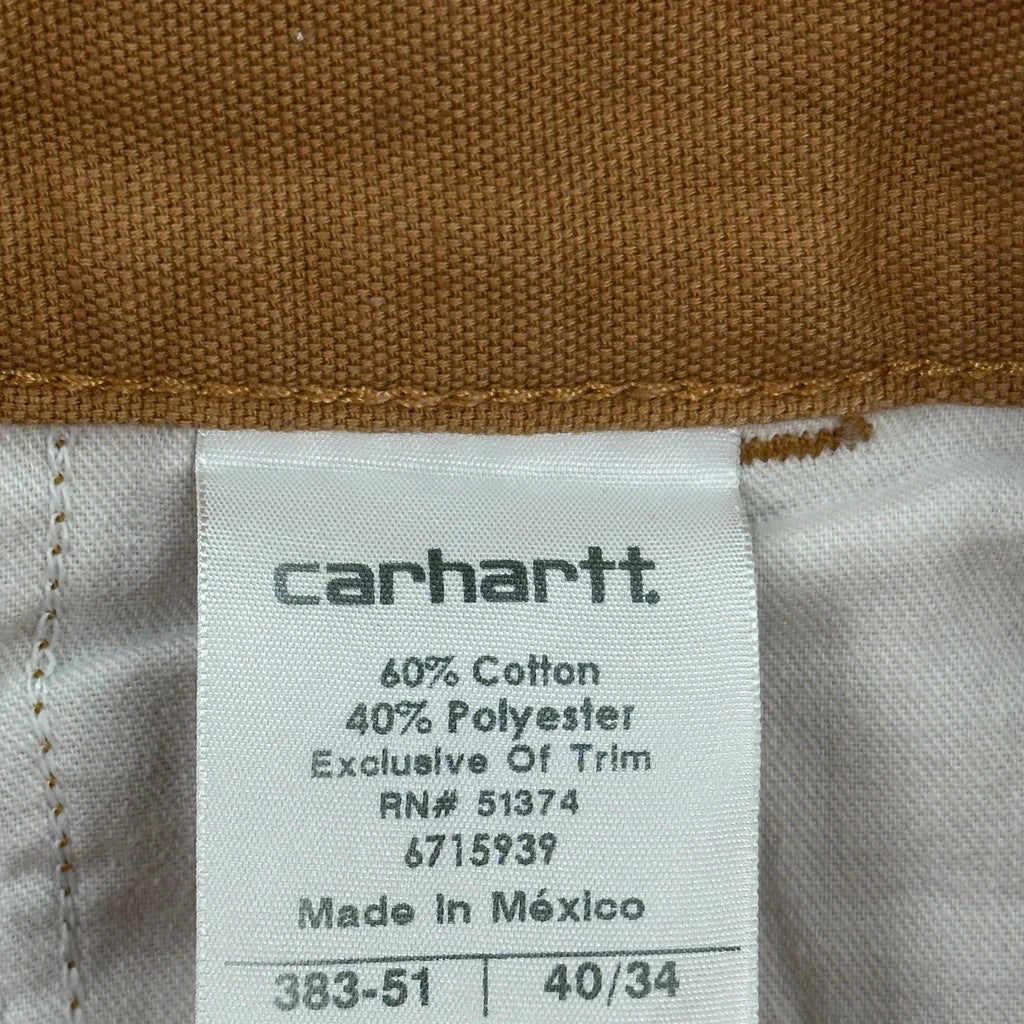 carhartt.
60% Cotton
40% Polyester
Exclusive Of Trim
RN# 51374
6715939
Made In México
383-51 40/34